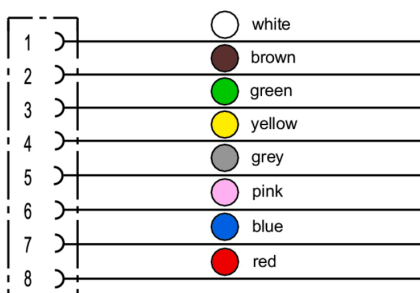 1 white
2 brown
3 green
4 yellow
5 grey
6 pink
7 blue
8 red